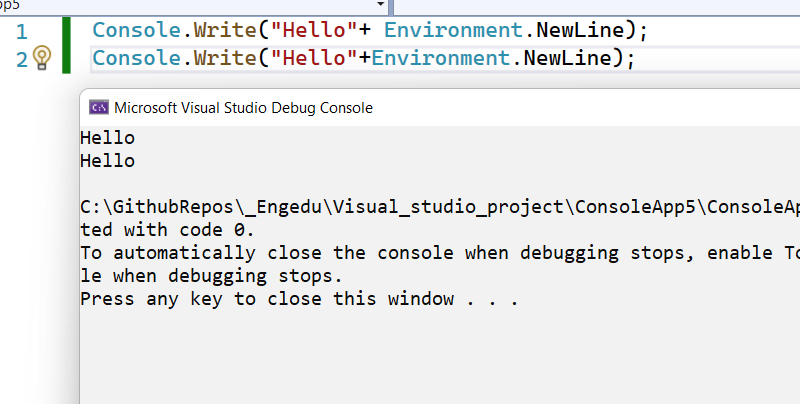 pp5
1 Console.Write("Hello"+ Environment.NewLine);
2 Console.Write("Hello"+Environment.NewLine);
C:\ Microsoft Visual Studio Debug Console
Hello
Hello
C:\GithubRepos\_Engedu\Visual_studio_project\ConsoleApp5\ConsoleAp
ted with code 0.
To automatically close the console when debugging stops, enable To
le when debugging stops.
Press any key to close this window . . .